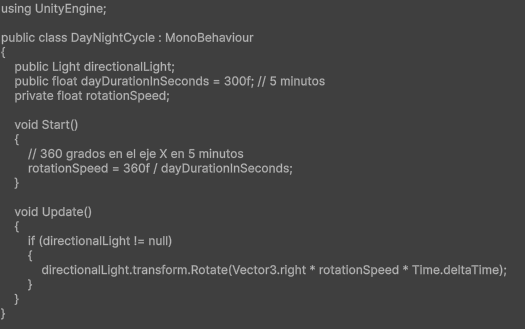 using UnityEngine;

public class DayNightCycle : MonoBehaviour
{
    public Light directionalLight;
    public float dayDurationInSeconds = 300f; // 5 minutos
    private float rotationSpeed;

    void Start()
    {
        // 360 grados en el eje X en 5 minutos
        rotationSpeed = 360f / dayDurationInSeconds;
    }

    void Update()
    {
        if (directionalLight != null)
        {
            directionalLight.transform.Rotate(Vector3.right * rotationSpeed * Time.deltaTime);
        }
    }
}